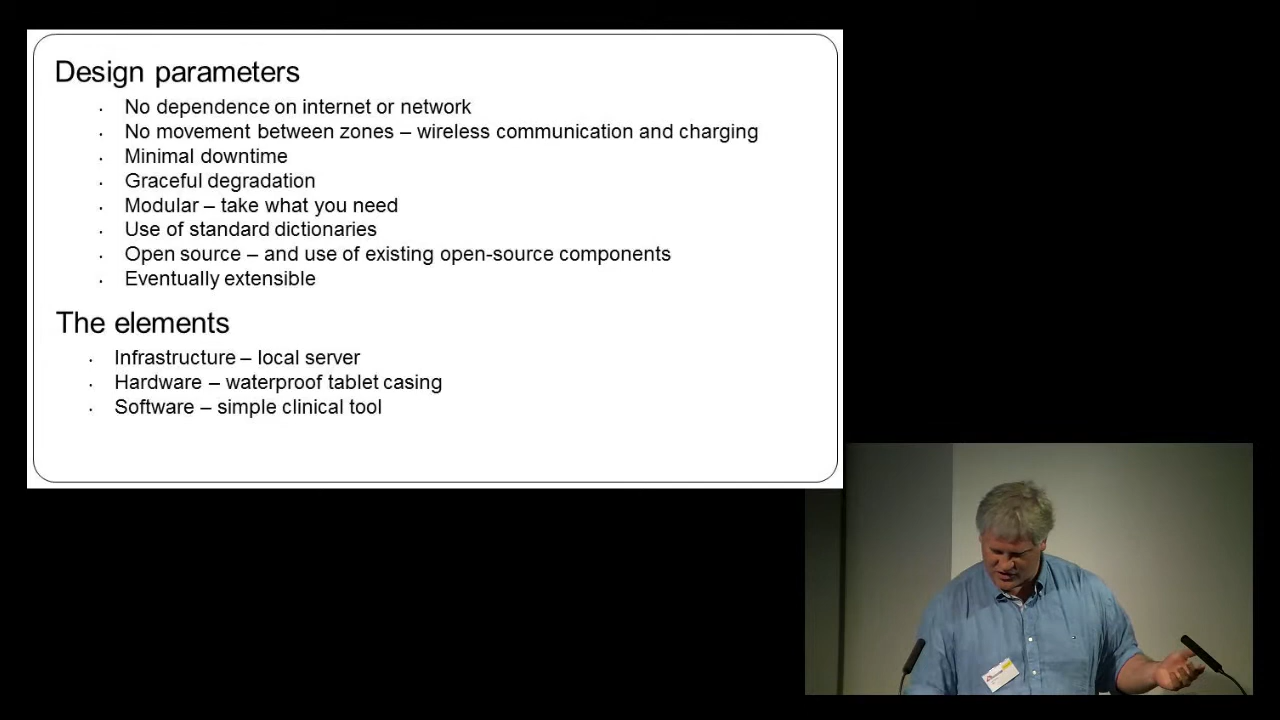 Design parameters
· No dependence on internet or network
· No movement between zones – wireless communication and charging
· Minimal downtime
· Graceful degradation
· Modular – take what you need
· Use of standard dictionaries
· Open source – and use of existing open-source components
· Eventually extensible
The elements
· Infrastructure – local server
· Hardware – waterproof tablet casing
· Software – simple clinical tool